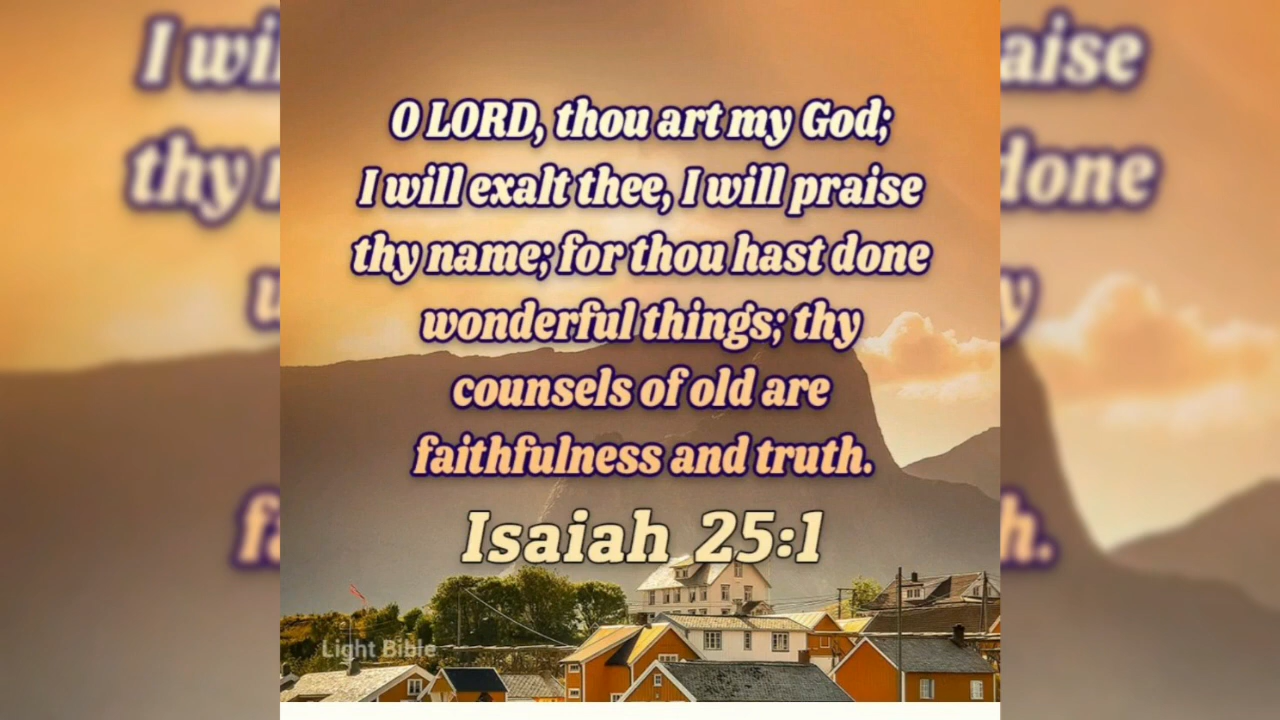 O LORD, thou art my God;
I will exalt thee, I will praise
thy name; for thou hast done
wonderful things; thy
counsels of old are
faithfulness and truth.
Isaiah 25:1
Light Bible